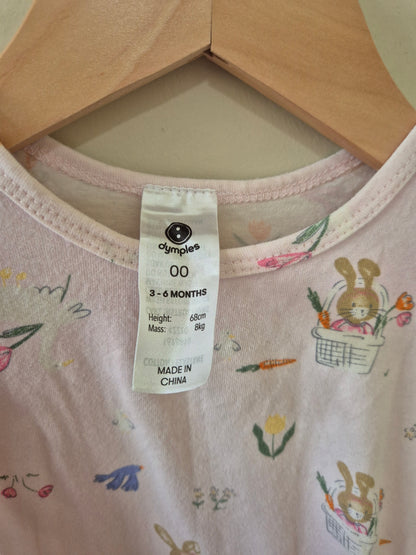 dymples
00
3 - 6 MONTHS
Height: 68cm
Mass: 8kg
MADE IN
CHINA